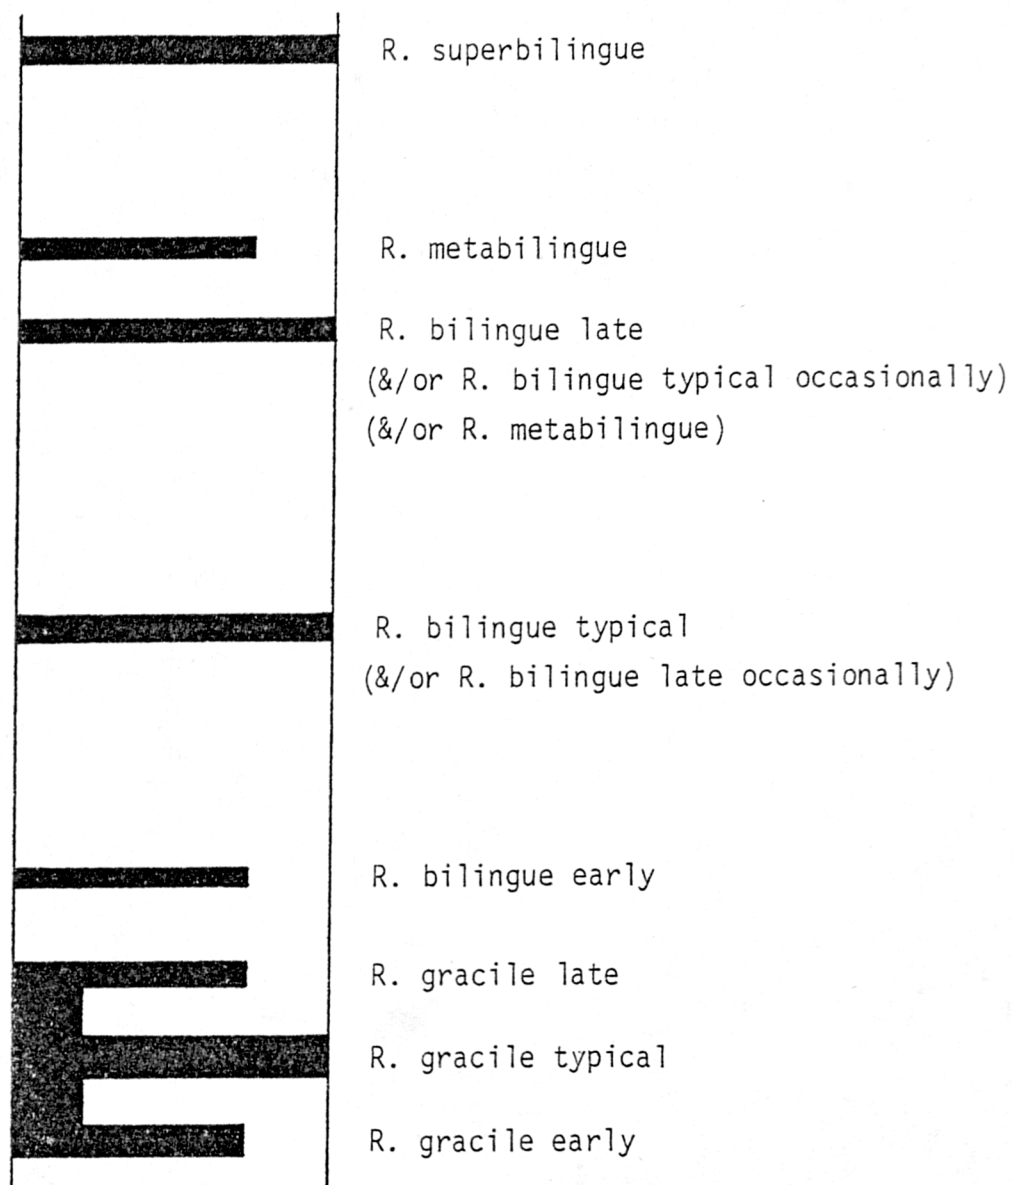 R. superbilingue
R. metabilingue
R. bilingue late
(&/or R. bilingue typical occasionally)
(&/or R. metabilingue)
R. bilingue typical
(&/or R. bilingue late occasionally)
R. bilingue early
R. gracile late
R. gracile typical
R. gracile early